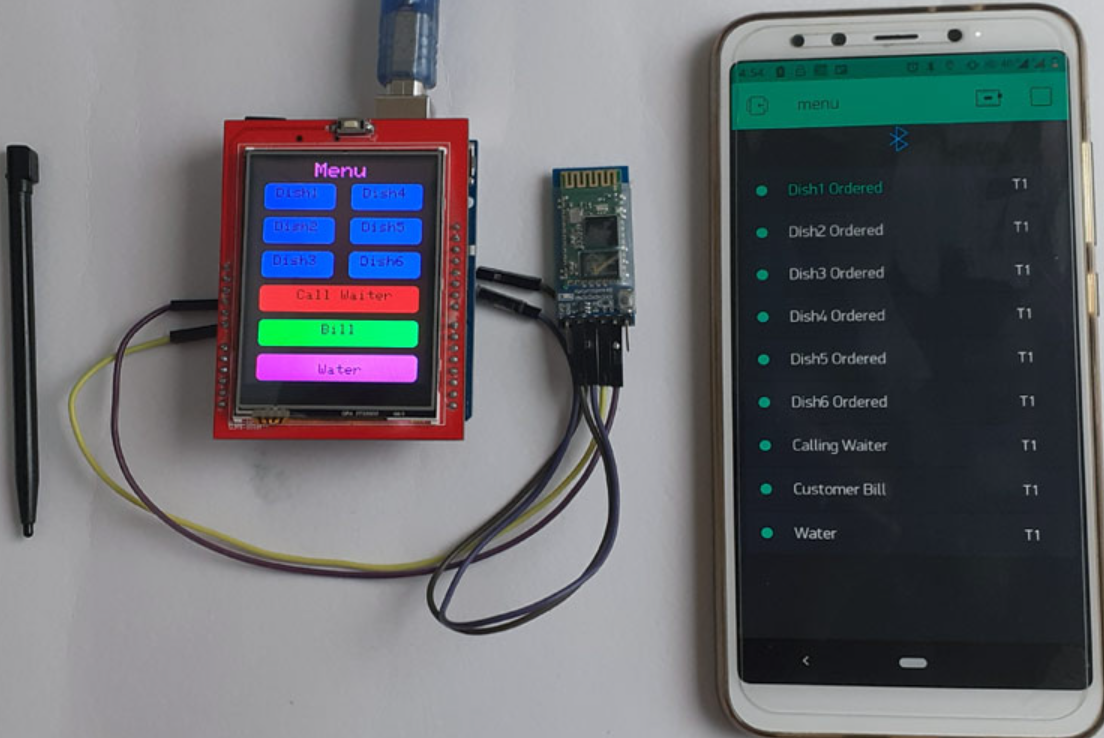 Menu
Dish1 Dish4
Dish2 Dish5
Dish3 Dish6
Call Waiter
Bill
Water
4:54
menu
Dish1 Ordered T1
Dish2 Ordered T1
Dish3 Ordered T1
Dish4 Ordered T1
Dish5 Ordered T1
Dish6 Ordered T1
Calling Waiter T1
Customer Bill T1
Water T1